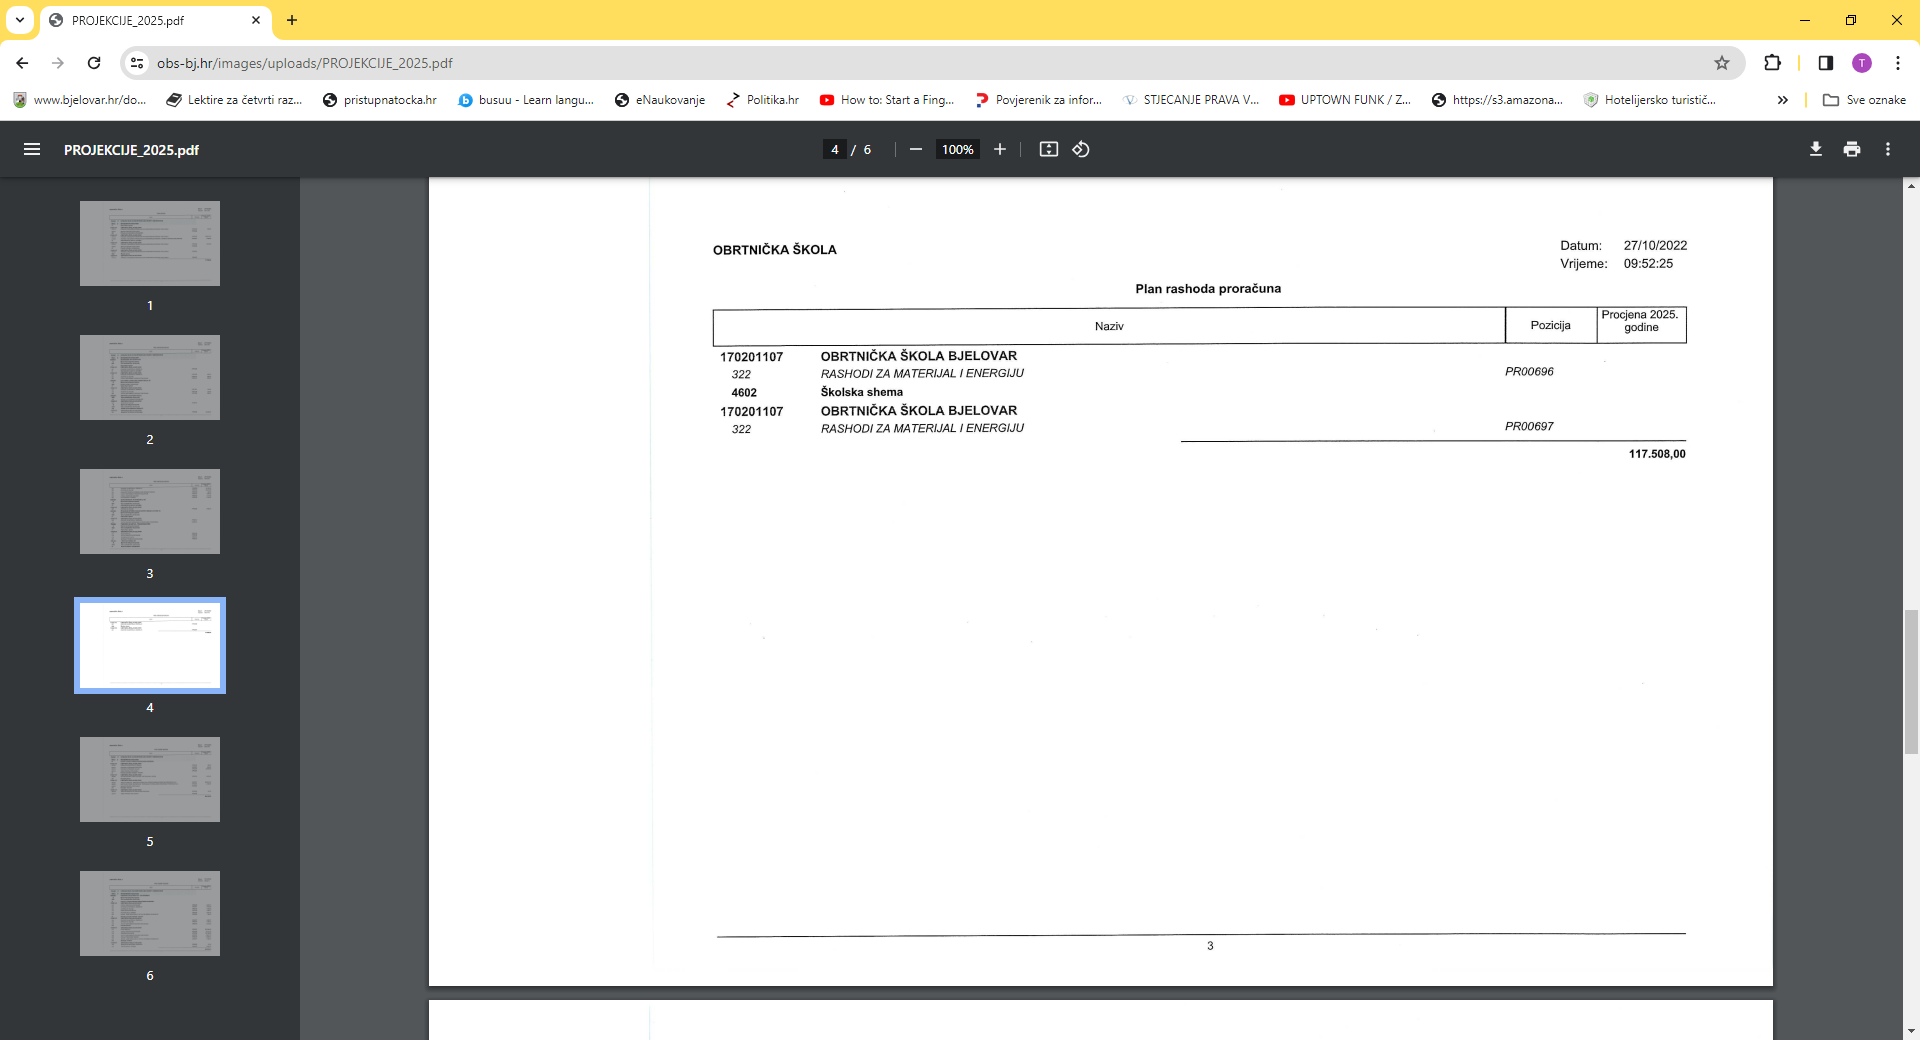 PROJEKCIJE_2025.pdf
obs-bj.hr/images/uploads/PROJEKCIJE_2025.pdf
T
www.bjelovar.hr/do... Lektire za četvrti raz... pristupnatocka.hr busuu - Learn langu... eNaukovanje Politika.hr How to: Start a Fing... Povjerenik za infor... STJECANJE PRAVA V... UPTOWN FUNK / Z... https://s3.amazona... Hotelijersko turistič... Sve oznake
PROJEKCIJE_2025.pdf 4 / 6 100%
1
2
3
4
5
6
OBRTNIČKA ŠKOLA
Datum: 27/10/2022
Vrijeme: 09:52:25
Plan rashoda proračuna
Naziv Pozicija Procjena 2025. godine
170201107 OBRTNIČKA ŠKOLA BJELOVAR
322 RASHODI ZA MATERIJAL I ENERGIJU PR00696
4602 Školska shema
170201107 OBRTNIČKA ŠKOLA BJELOVAR
322 RASHODI ZA MATERIJAL I ENERGIJU PR00697
117.508,00
3